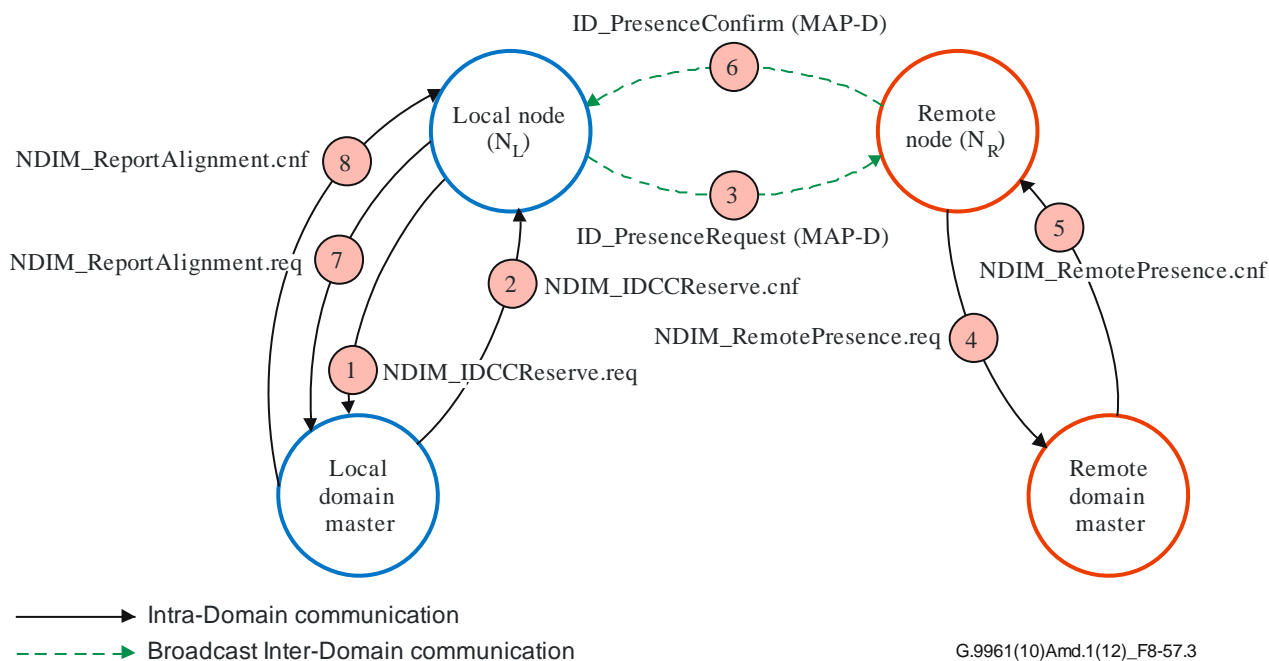 ID_PresenceConfirm (MAP-D)
6
Local node
(NL)
Remote
node (NR)
NDIM_ReportAlignment.cnf
8
3
ID_PresenceRequest (MAP-D)
5
NDIM_ReportAlignment.req
7
NDIM_RemotePresence.cnf
2
NDIM_IDCCReserve.cnf
NDIM_RemotePresence.req
4
1
NDIM_IDCCReserve.req
Local
domain
master
Remote
domain
master
Intra-Domain communication
Broadcast Inter-Domain communication
G.9961(10)Amd.1(12)_F8-57.3